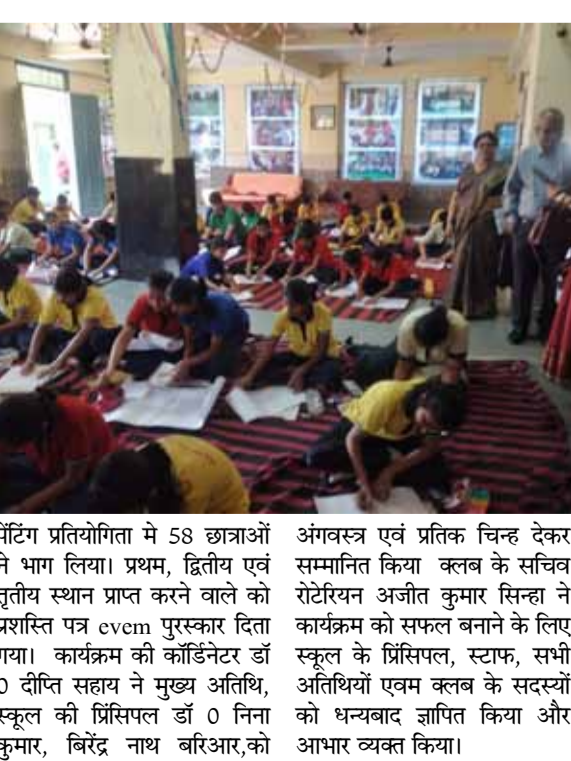 पेंटिंग प्रतियोगिता मे 58 छात्राओं
ने भाग लिया। प्रथम, द्वितीय एवं
तृतीय स्थान प्राप्त करने वाले को
प्रशस्ति पत्र evem पुरस्कार दिता
गया। कार्यक्रम की कॉर्डिनेटर डॉ
0 दीप्ति सहाय ने मुख्य अतिथि,
स्कूल की प्रिंसिपल डॉ 0 निना
कुमार, बिरेंद्र नाथ बरिआर,को
अंगवस्त्र एवं प्रतिक चिन्ह देकर
सम्मानित किया क्लब के सचिव
रोटेरियन अजीत कुमार सिन्हा ने
कार्यक्रम को सफल बनाने के लिए
स्कूल के प्रिंसिपल, स्टाफ, सभी
अतिथियों एवम क्लब के सदस्यों
को धन्यबाद ज्ञापित किया और
आभार व्यक्त किया।